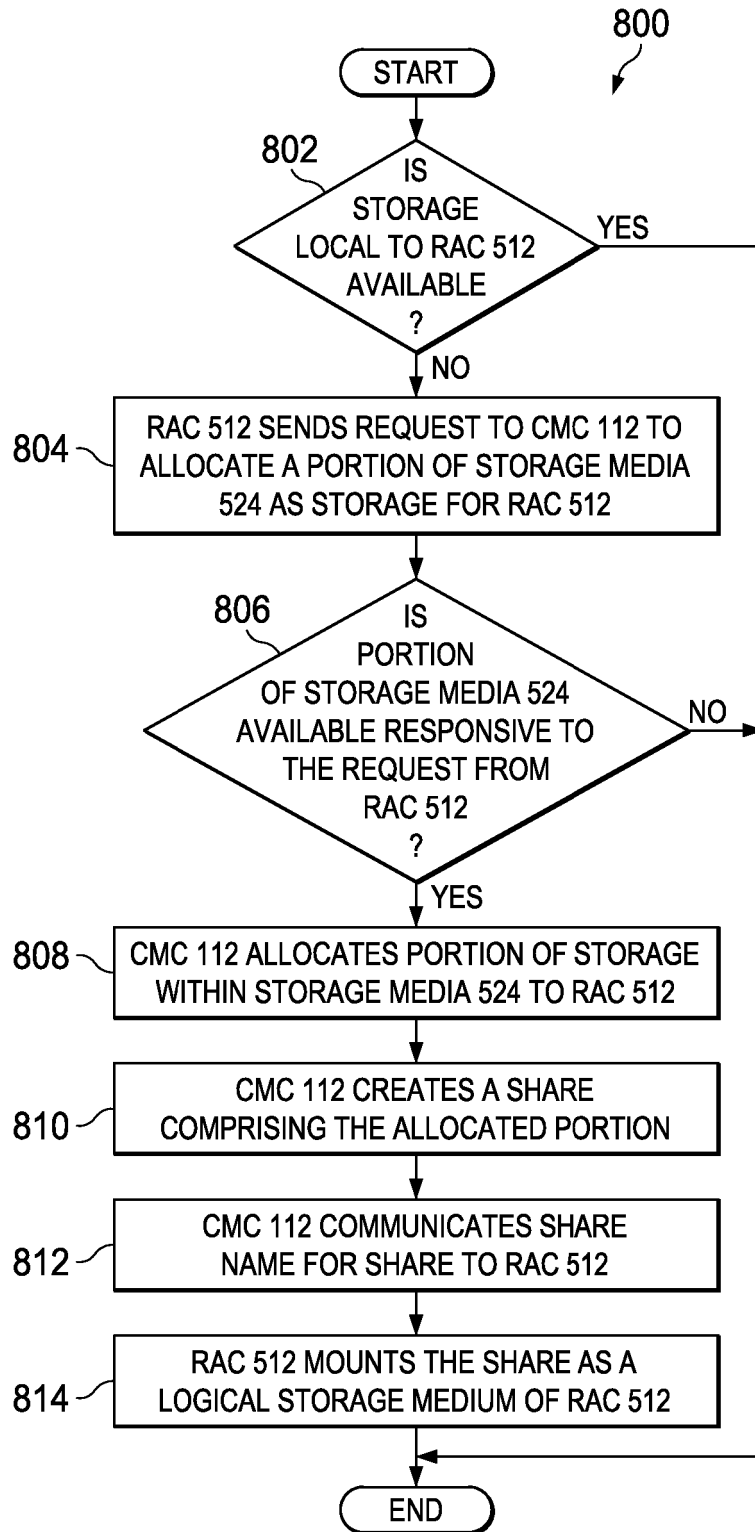 800
START
802
IS
STORAGE
LOCAL TO RAC 512
AVAILABLE
?
YES
NO
804
RAC 512 SENDS REQUEST TO CMC 112 TO
ALLOCATE A PORTION OF STORAGE MEDIA
524 AS STORAGE FOR RAC 512
806
IS
PORTION
OF STORAGE MEDIA 524
AVAILABLE RESPONSIVE TO
THE REQUEST FROM
RAC 512
?
NO
YES
808
CMC 112 ALLOCATES PORTION OF STORAGE
WITHIN STORAGE MEDIA 524 TO RAC 512
810
CMC 112 CREATES A SHARE
COMPRISING THE ALLOCATED PORTION
812
CMC 112 COMMUNICATES SHARE
NAME FOR SHARE TO RAC 512
814
RAC 512 MOUNTS THE SHARE AS A
LOGICAL STORAGE MEDIUM OF RAC 512
END